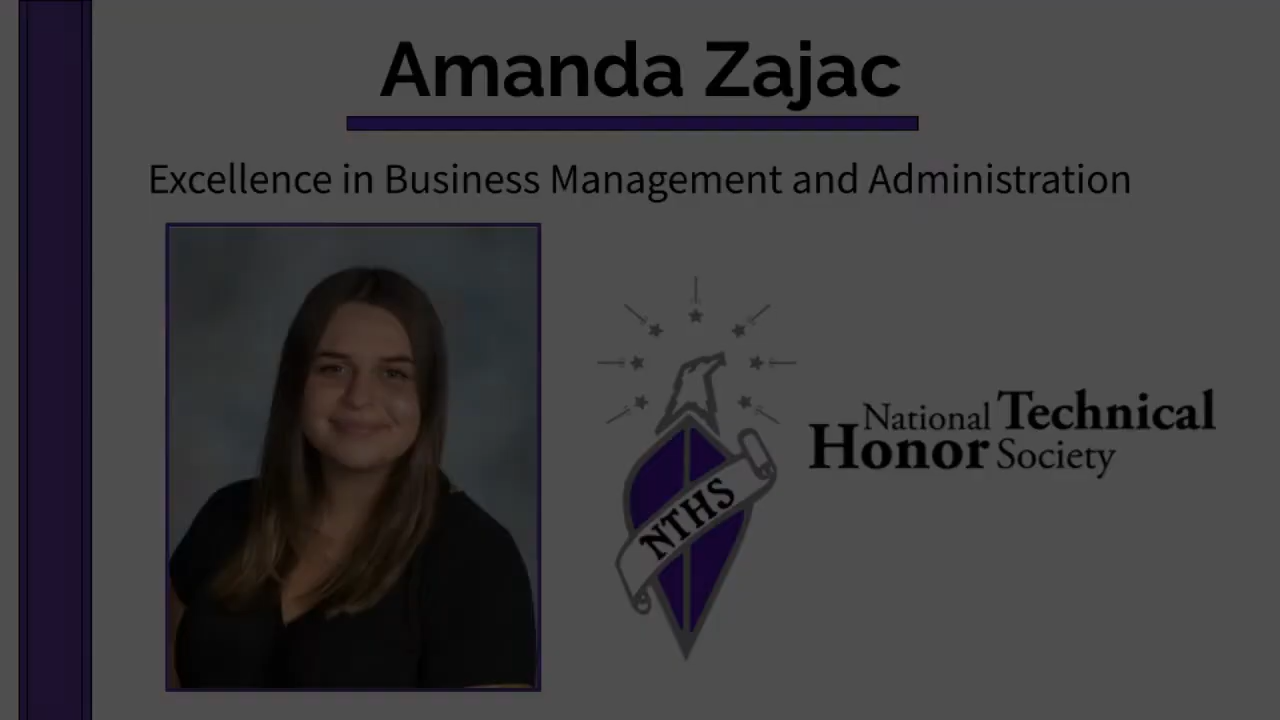 Amanda Zajac
Excellence in Business Management and Administration
National Technical
Honor Society
NTHS